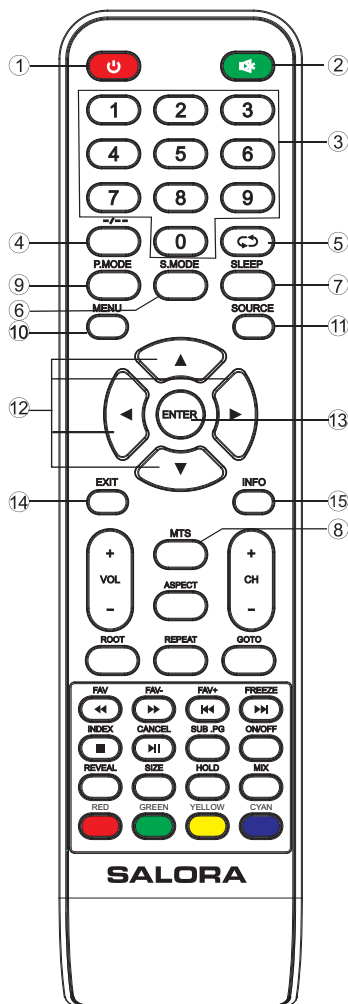 1 2
1 2 3
3
4 5 6
7 8 9
-/--
4 0 5
P.MODE S.MODE SLEEP
9 6 7
MENU SOURCE
10 11
12 ENTER 13
EXIT INFO
14 15
MTS 8
+ +
VOL ASPECT CH
- -
ROOT REPEAT GOTO
FAV FAV- FAV+ FREEZE
INDEX CANCEL SUB .PG ON/OFF
REVEAL SIZE HOLD MIX
RED GREEN YELLOW CYAN
SALORA